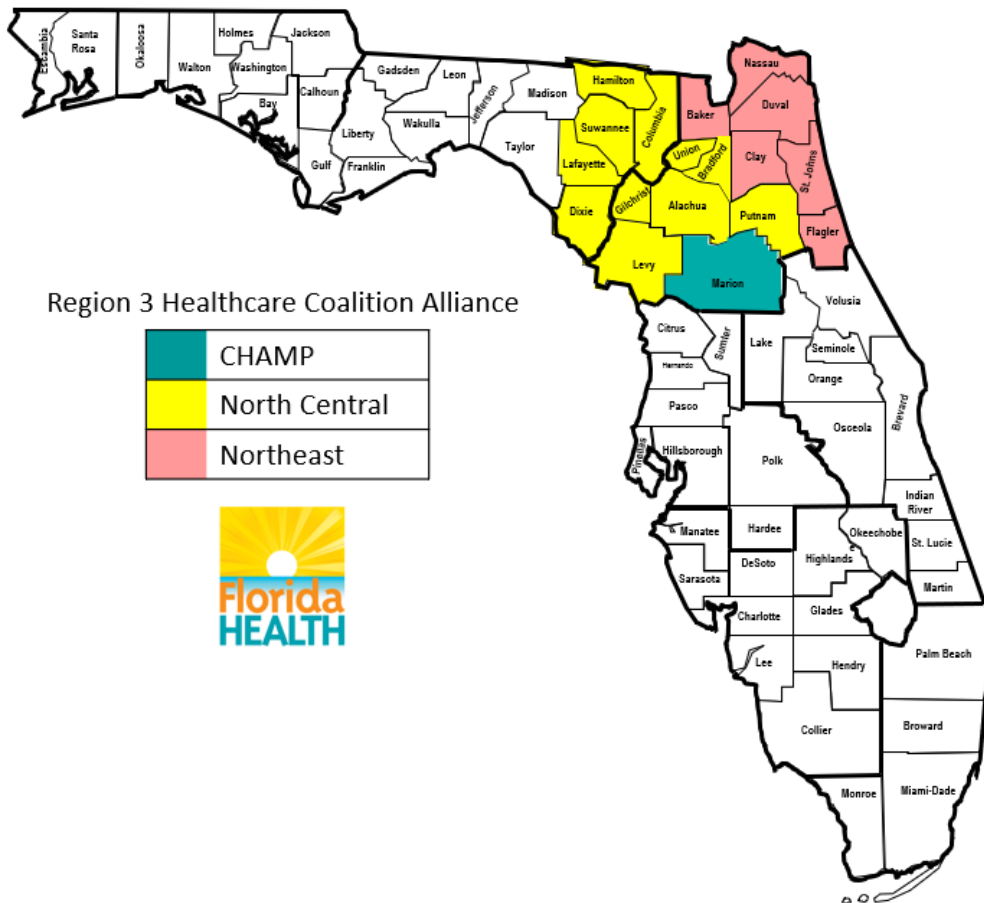 Escambia
Santa
Rosa
Okaloosa
Walton
Holmes
Washington
Jackson
Bay
Calhoun
Gulf
Liberty
Franklin
Gadsden
Leon
Wakulla
Jefferson
Madison
Taylor
Hamilton
Suwannee
Columbia
Lafayette
Dixie
Gilchrist
Union
Bradford
Alachua
Levy
Putnam
Marion
Baker
Nassau
Duval
Clay
St. Johns
Flagler
Region 3 Healthcare Coalition Alliance
CHAMP
North Central
Northeast
Florida
HEALTH
Volusia
Citrus
Sumter
Lake
Seminole
Hernando
Orange
Pasco
Brevard
Osceola
Pinellas
Hillsborough
Polk
Indian
River
Manatee
Hardee
Okeechobe
St. Lucie
Highlands
DeSoto
Sarasota
Martin
Charlotte
Glades
Lee
Hendry
Palm Beach
Collier
Broward
Monroe
Miami-Dade